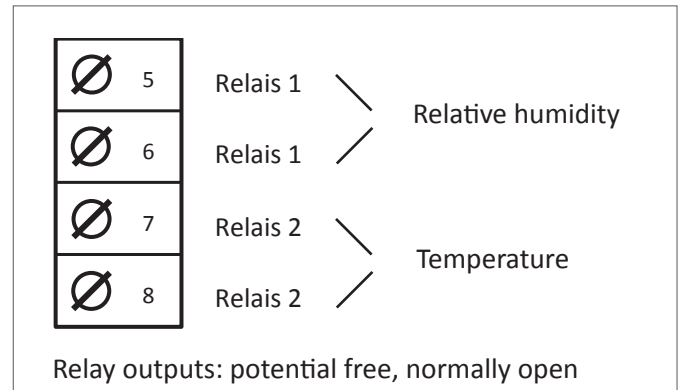 5 Relais 1
Relative humidity
6 Relais 1
7 Relais 2
Temperature
8 Relais 2
Relay outputs: potential free, normally open